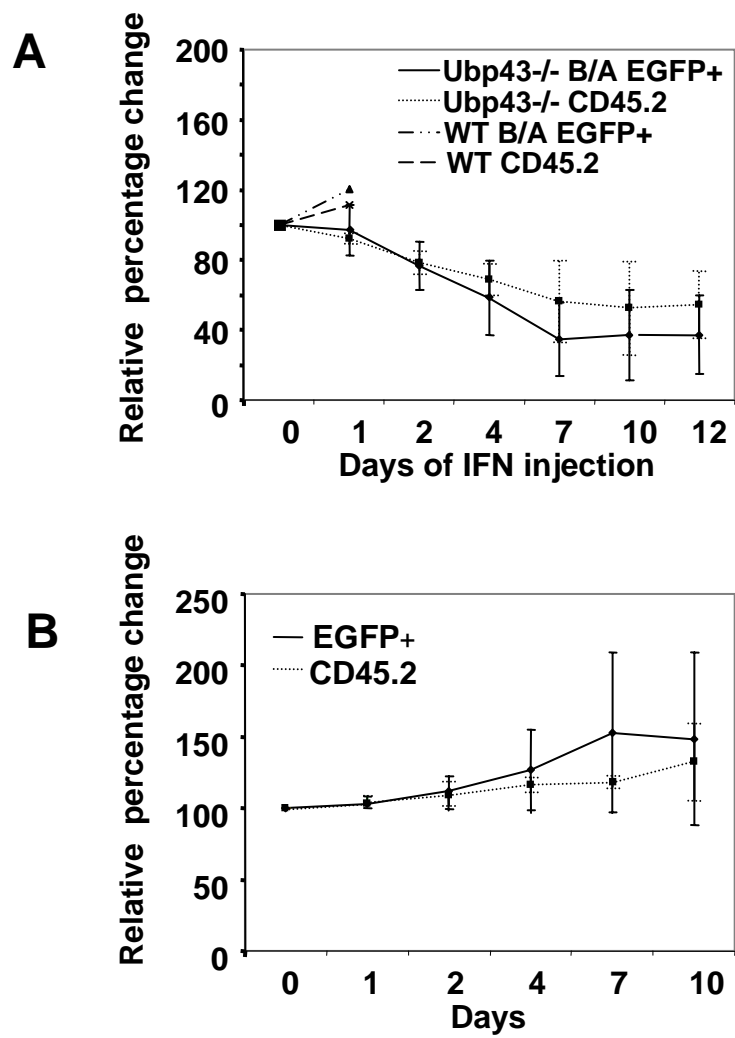 A
Relative percentage change
200
160
120
80
40
0
Ubp43-/- B/A EGFP+
Ubp43-/- CD45.2
WT B/A EGFP+
WT CD45.2
0 1 2 4 7 10 12
Days of IFN injection
B
Relative percentage change
250
200
150
100
50
0
EGFP+
CD45.2
0 1 2 4 7 10
Days